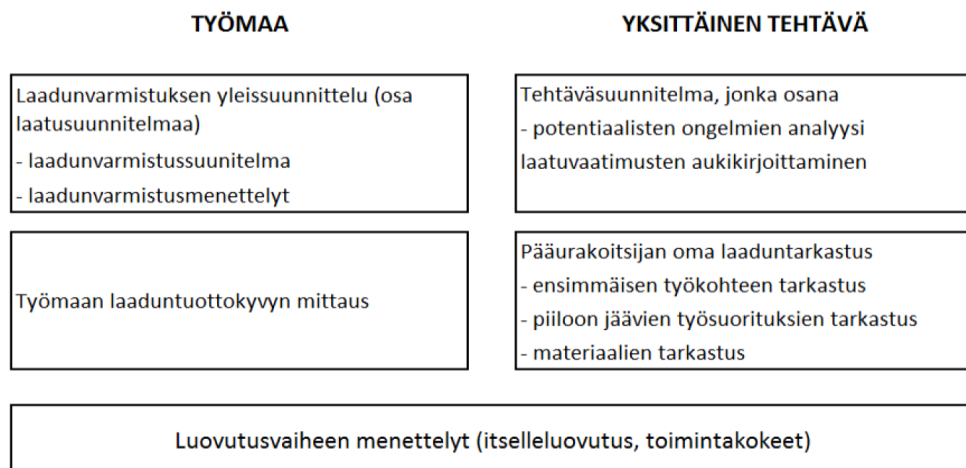 TYÖMAA
YKSITTÄINEN TEHTÄVÄ
Laadunvarmistuksen yleissuunnittelu (osa
laatusuunnitelmaa)
- laadunvarmistussuunitelma
- laadunvarmistusmenettelyt
Tehtäväsuunnitelma, jonka osana
- potentiaalisten ongelmien analyysi
laatuvaatimusten aukikirjoittaminen
Työmaan laaduntuottokyvyn mittaus
Pääurakoitsijan oma laaduntarkastus
- ensimmäisen työkohteen tarkastus
- piiloon jäävien työsuorituksien tarkastus
- materiaalien tarkastus
Luovutusvaiheen menettelyt (itselleluovutus, toimintakokeet)